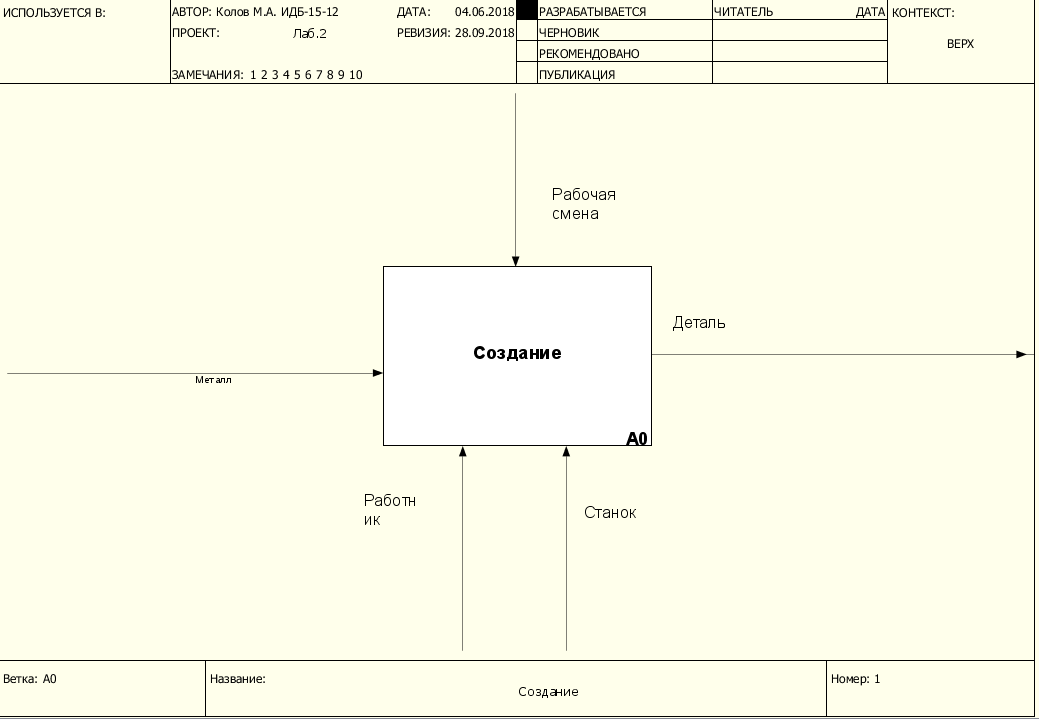 ИСПОЛЬЗУЕТСЯ В:
АВТОР: Колов М.А. ИДБ-15-12
ДАТА: 04.06.2018
РАЗРАБАТЫВАЕТСЯ
ЧИТАТЕЛЬ
ДАТА
КОНТЕКСТ:
ПРОЕКТ: Лаб.2
РЕВИЗИЯ: 28.09.2018
ЧЕРНОВИК
ВЕРХ
РЕКОМЕНДОВАНО
ЗАМЕЧАНИЯ: 1 2 3 4 5 6 7 8 9 10
ПУБЛИКАЦИЯ
Рабочая
смена
Деталь
Создание
Металл
A0
Работн
ик
Станок
Ветка: A0
Название:
Создание
Номер: 1